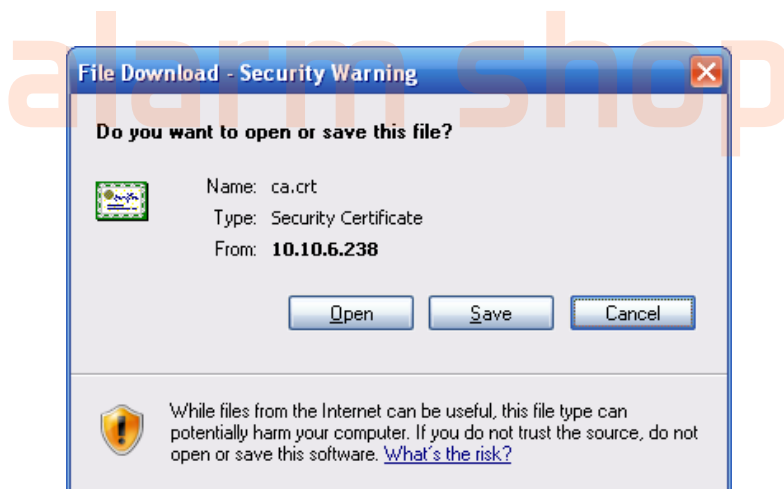 alarm shop
File Download - Security Warning
Do you want to open or save this file?
Name: ca.crt
Type: Security Certificate
From: 10.10.6.238
Open Save Cancel
While files from the Internet can be useful, this file type can
potentially harm your computer. If you do not trust the source, do not
open or save this software. What's the risk?